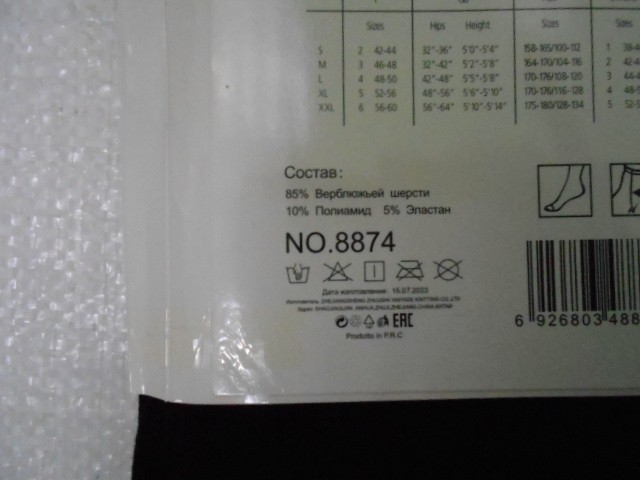 Sizes Hips Height Sizes Sizes
S 2 42-44 32"-36" 5'0"-5'4" 158-165/100-112 1
M 3 46-48 32"-42" 5'2"-5'8" 164-170/104-116 2
L 4 48-50 42"-48" 5'5"-5'8" 170-176/108-120 3
XL 5 52-56 48"-56" 5'6"-5'10" 170-176/116-128 4
XXL 6 56-60 56"-64" 5'10"-5'14" 175-180/128-134 5
Состав:
85% Верблюжьей шерсти
10% Полиамид 5% Эластан
NO.8874
Дата изготовления : 15.07.2023
EAC
Produtto in P.R.C
6 926803 488